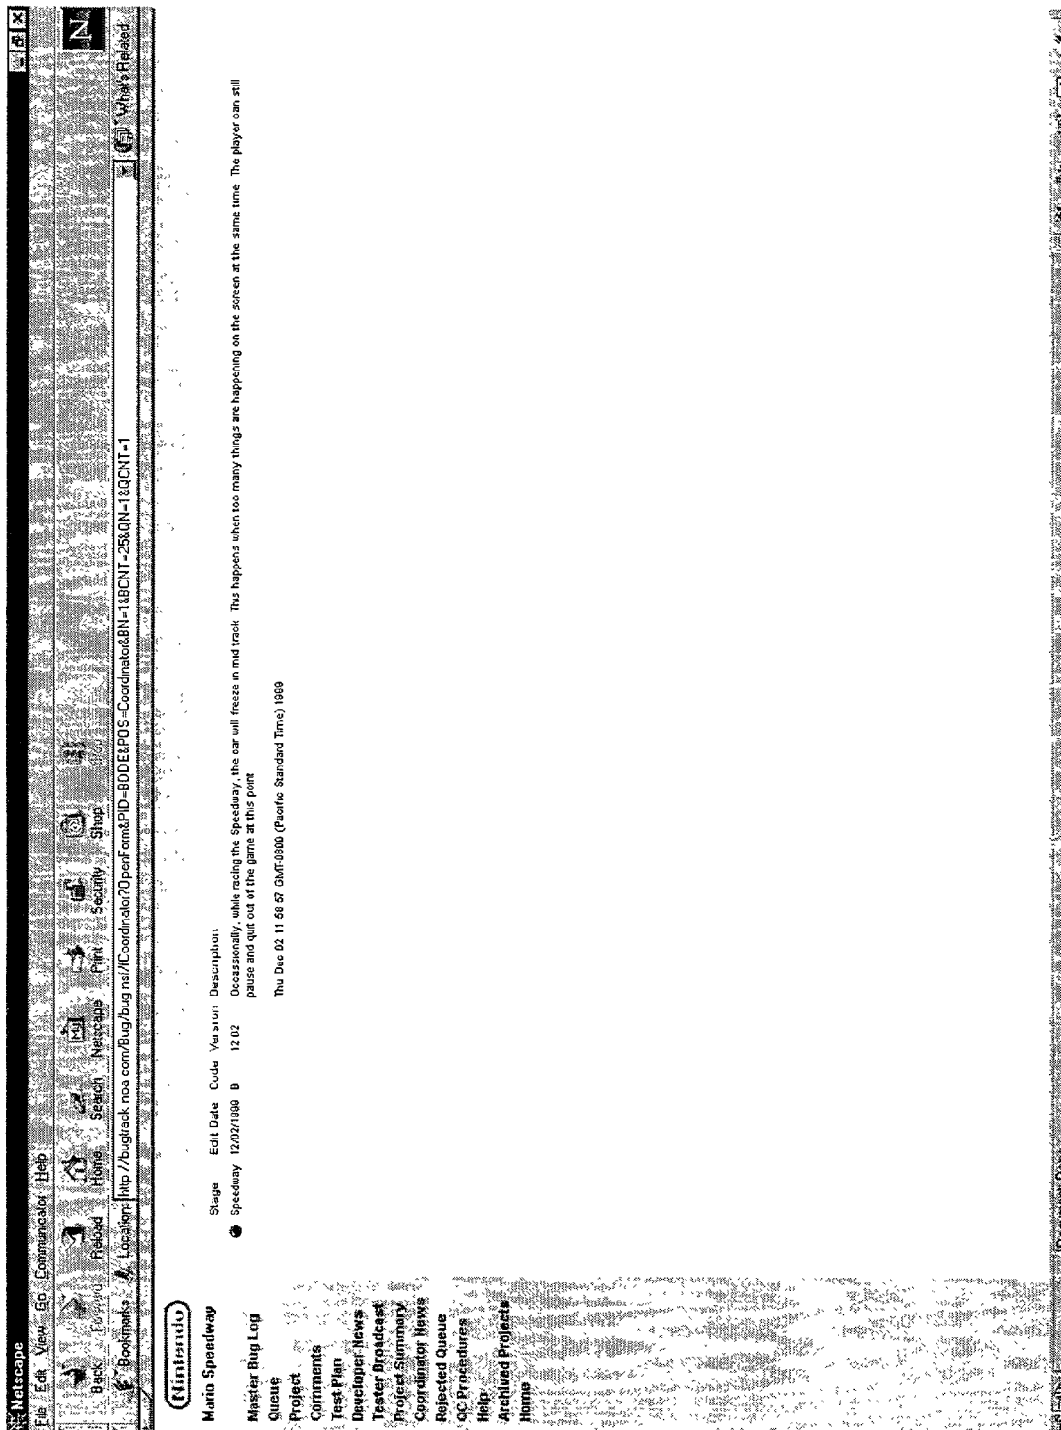 Netscape
File Edit View Go Communicator Help
Back Forward Reload Home Search Netscape Print Security Shop
Bookmarks Location: http //bugtrack noa com/Bug/bug nsf/fCoordinator?OpenForm&PID=BODE&POS=Coordinator&BN=1&BCNT=25&QN=1&QCNT=1 What's Related
Nintendo
Mario Speedway
Master Bug Log
Queue
Project
Comments
Test Plan
Developer News
Tester Broadcast
Project Summary
Coordinator News
Rejected Queue
QC Procedures
Help
Archived Projects
Home
Stage Edit Date Code Version Description
Speedway 12/02/1999 B 12 02 Occassionally, while racing the Speedway, the car will freeze in mid track This happens when too many things are happening on the screen at the same time The player can still
pause and quit out of the game at this point
Thu Dec 02 11 58 57 GMT-0800 (Pacific Standard Time) 1999